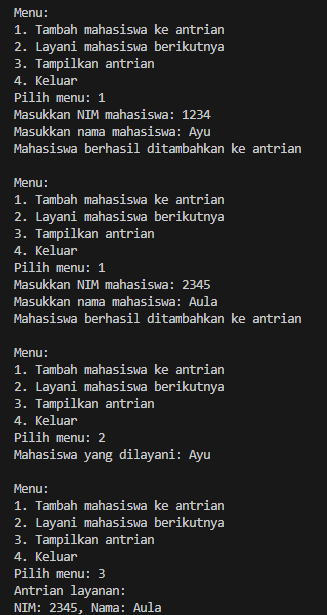 Menu:
1. Tambah mahasiswa ke antrian
2. Layani mahasiswa berikutnya
3. Tampilkan antrian
4. Keluar
Pilih menu: 1
Masukkan NIM mahasiswa: 1234
Masukkan nama mahasiswa: Ayu
Mahasiswa berhasil ditambahkan ke antrian

Menu:
1. Tambah mahasiswa ke antrian
2. Layani mahasiswa berikutnya
3. Tampilkan antrian
4. Keluar
Pilih menu: 1
Masukkan NIM mahasiswa: 2345
Masukkan nama mahasiswa: Aula
Mahasiswa berhasil ditambahkan ke antrian

Menu:
1. Tambah mahasiswa ke antrian
2. Layani mahasiswa berikutnya
3. Tampilkan antrian
4. Keluar
Pilih menu: 2
Mahasiswa yang dilayani: Ayu

Menu:
1. Tambah mahasiswa ke antrian
2. Layani mahasiswa berikutnya
3. Tampilkan antrian
4. Keluar
Pilih menu: 3
Antrian layanan:
NIM: 2345, Nama: Aula